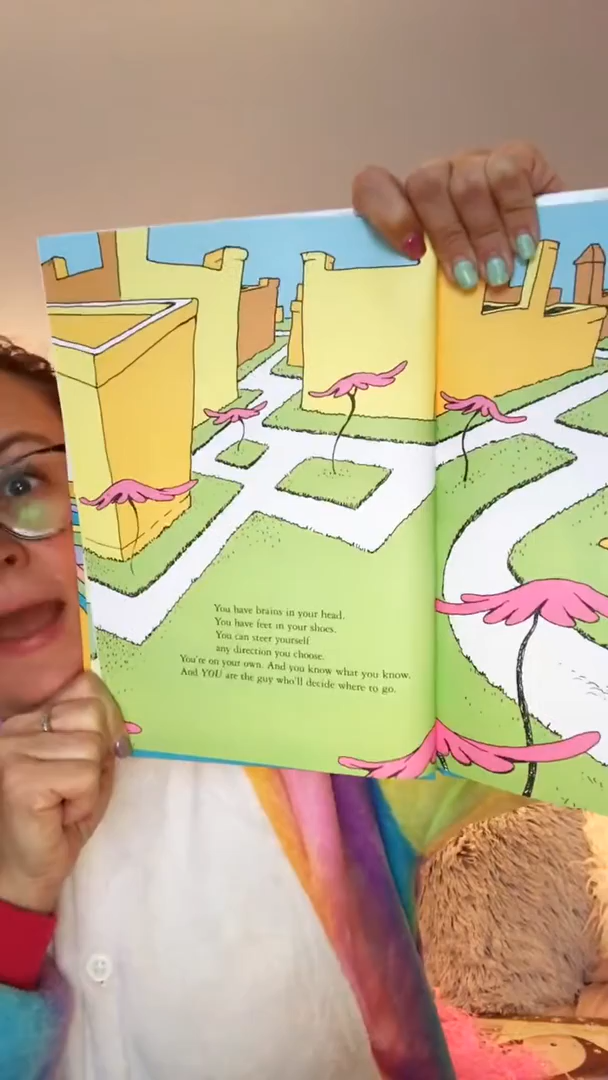 You have brains in your head.
You have feet in your shoes.
You can steer yourself
any direction you choose.
You're on your own. And you know what you know.
And YOU are the guy who'll decide where to go.